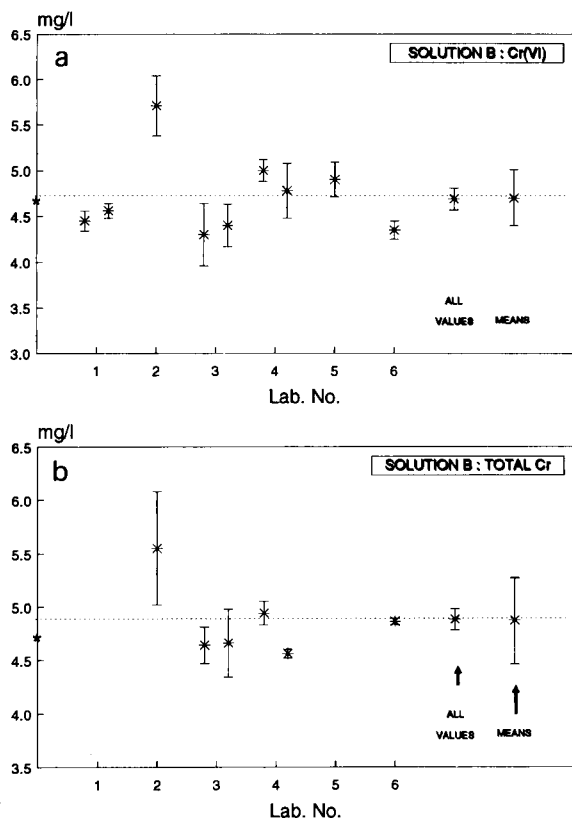 mg/l
6.5
a
SOLUTION B : Cr(VI)
6.0
5.5
5.0
4.5
4.0
ALL
3.5
VALUES MEANS
3.0
1 2 3 4 5 6
Lab. No.
mg/l
6.5
b
SOLUTION B : TOTAL Cr
6.0
5.5
5.0
4.5
4.0
ALL
VALUES MEANS
3.5
1 2 3 4 5 6
Lab. No.